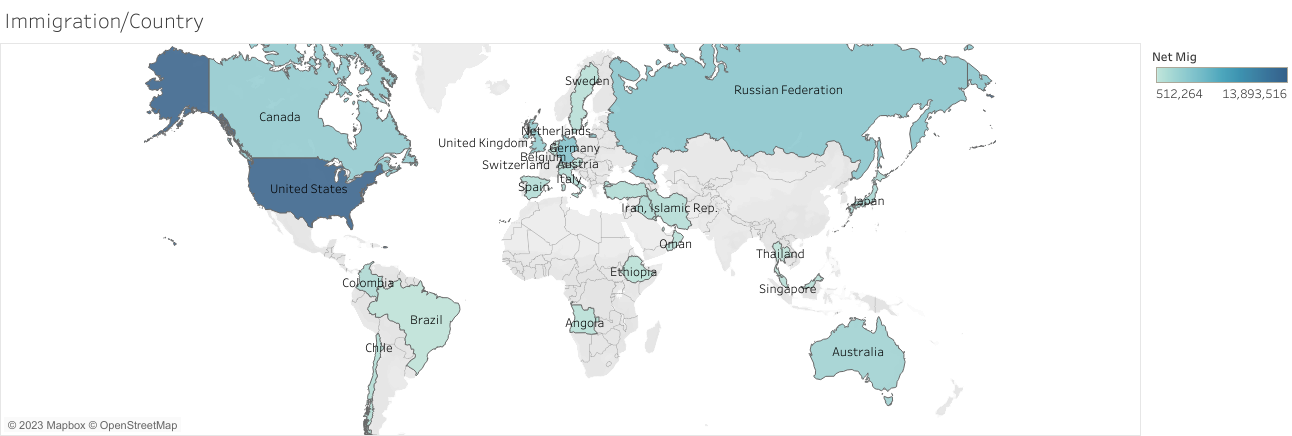 Immigration/Country
Net Mig
512,264 13,893,516
Sweden
Russian Federation
Canada
Netherlands
United Kingdom
Germany
Belgium
Switzerland
Austria
Italy
United States
Spain
Japan
Iran, Islamic Rep.
Oman
Thailand
Ethiopia
Colombia
Singapore
Brazil
Angola
Chile
Australia
© 2023 Mapbox © OpenStreetMap